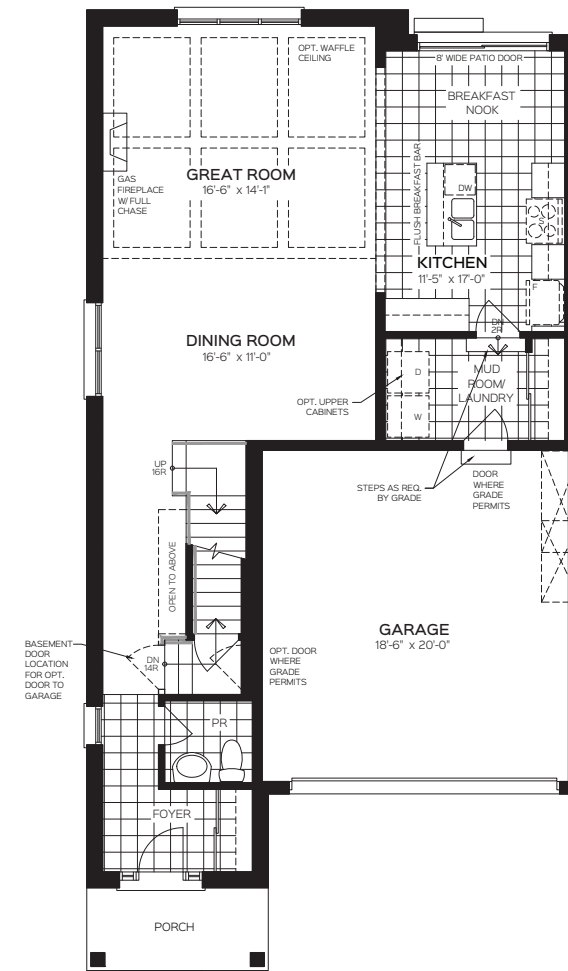 OPT. WAFFLE
CEILING
8' WIDE PATIO DOOR
BREAKFAST
NOOK
GREAT ROOM
16'-6" x 14'-1"
GAS
FIREPLACE
W/ FULL
CHASE
FLUSH BREAKFAST BAR
DW
S
KITCHEN
11'-5" x 17'-0"
F
DINING ROOM
16'-6" x 11'-0"
DN
2R
MUD
ROOM/
LAUNDRY
D
W
OPT. UPPER
CABINETS
UP
16R
STEPS AS REQ.
BY GRADE
DOOR
WHERE
GRADE
PERMITS
OPEN TO ABOVE
GARAGE
18'-6" x 20'-0"
BASEMENT
DOOR
LOCATION
FOR OPT.
DOOR TO
GARAGE
DN
14R
OPT. DOOR
WHERE
GRADE
PERMITS
PR
FOYER
PORCH